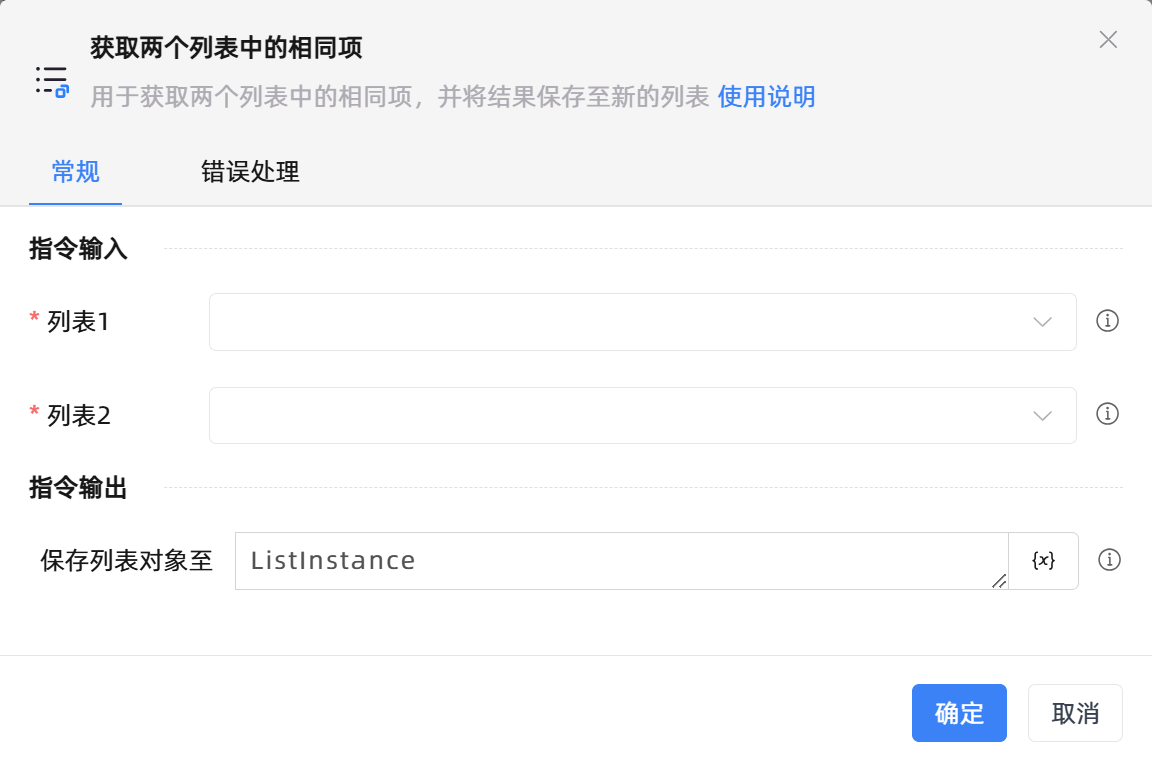 获取两个列表中的相同项
用于获取两个列表中的相同项，并将结果保存至新的列表 使用说明
常规 错误处理
指令输入
* 列表1
* 列表2
指令输出
保存列表对象至 ListInstance {x}
确定 取消